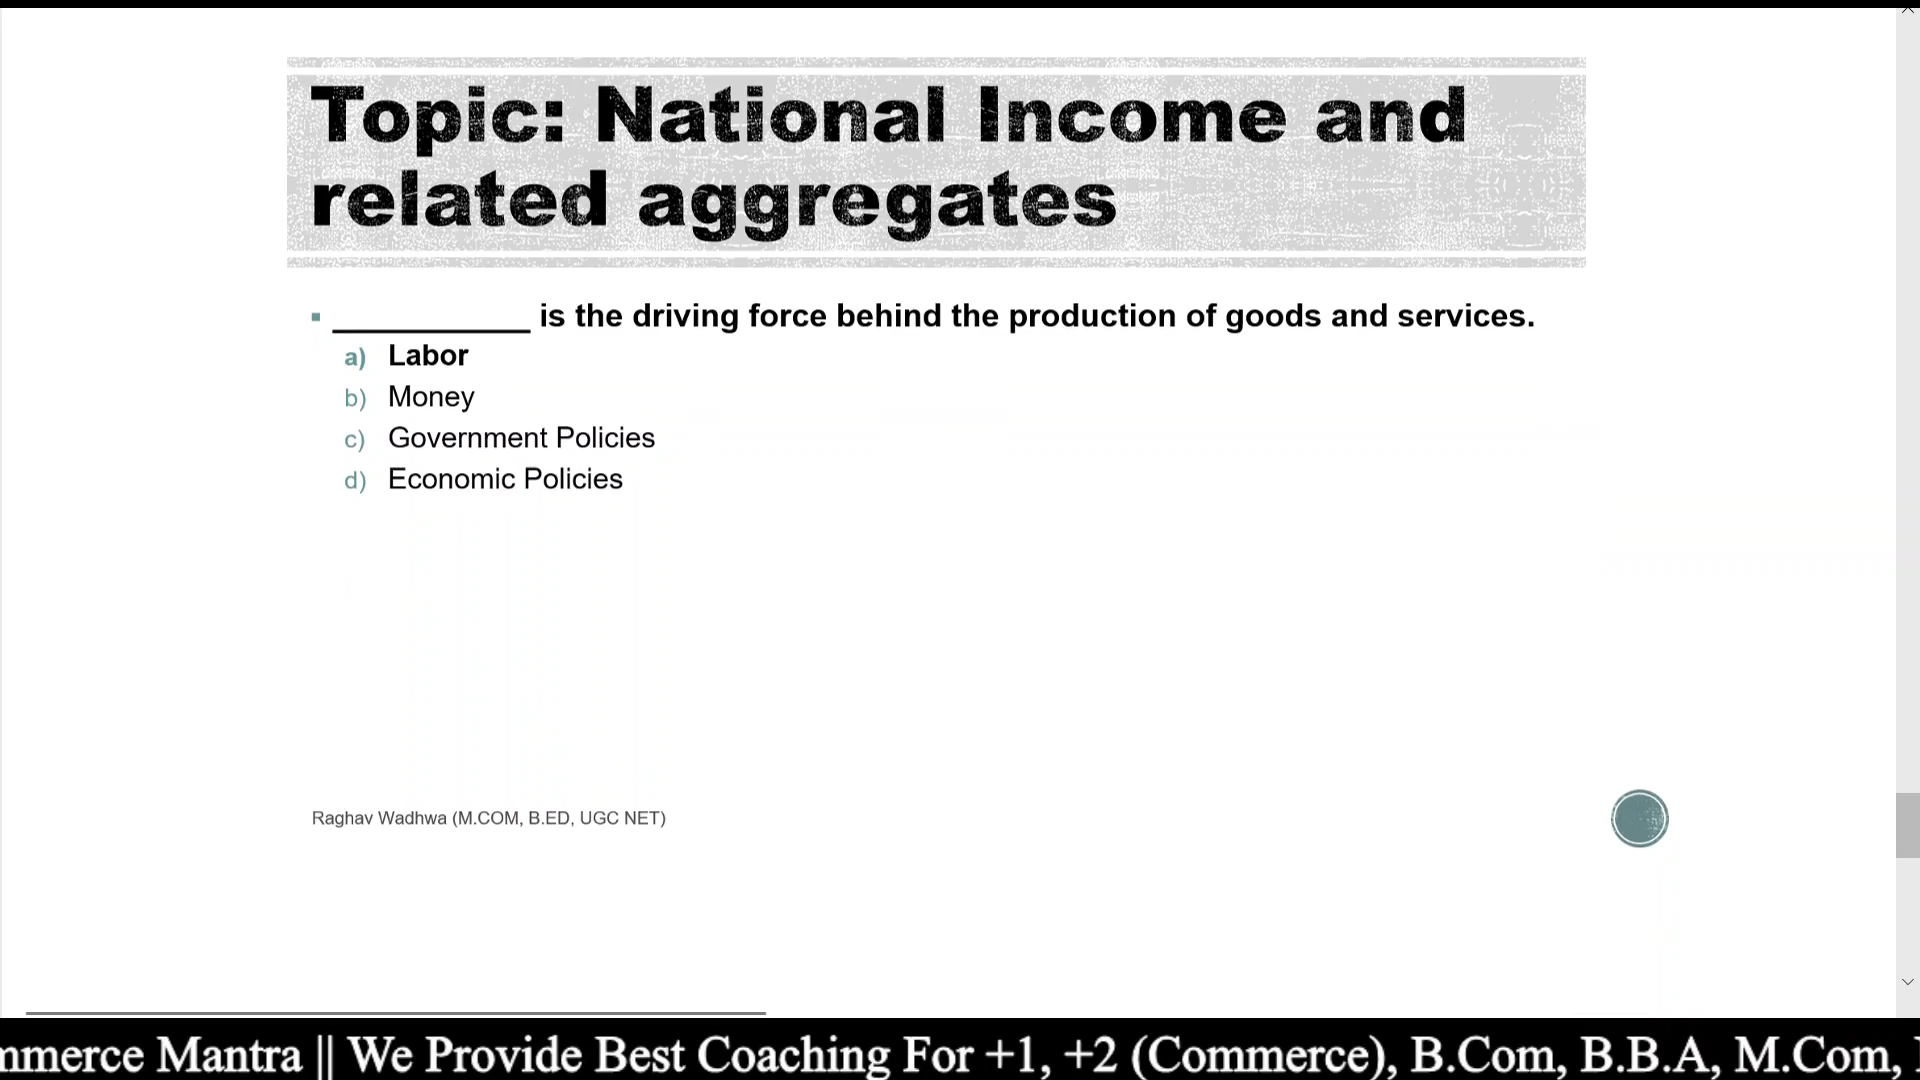 Topic: National Income and
related aggregates
___________ is the driving force behind the production of goods and services.
a) Labor
b) Money
c) Government Policies
d) Economic Policies
Raghav Wadhwa (M.COM, B.ED, UGC NET)
mmerce Mantra || We Provide Best Coaching For +1, +2 (Commerce), B.Com, B.B.A, M.Com,